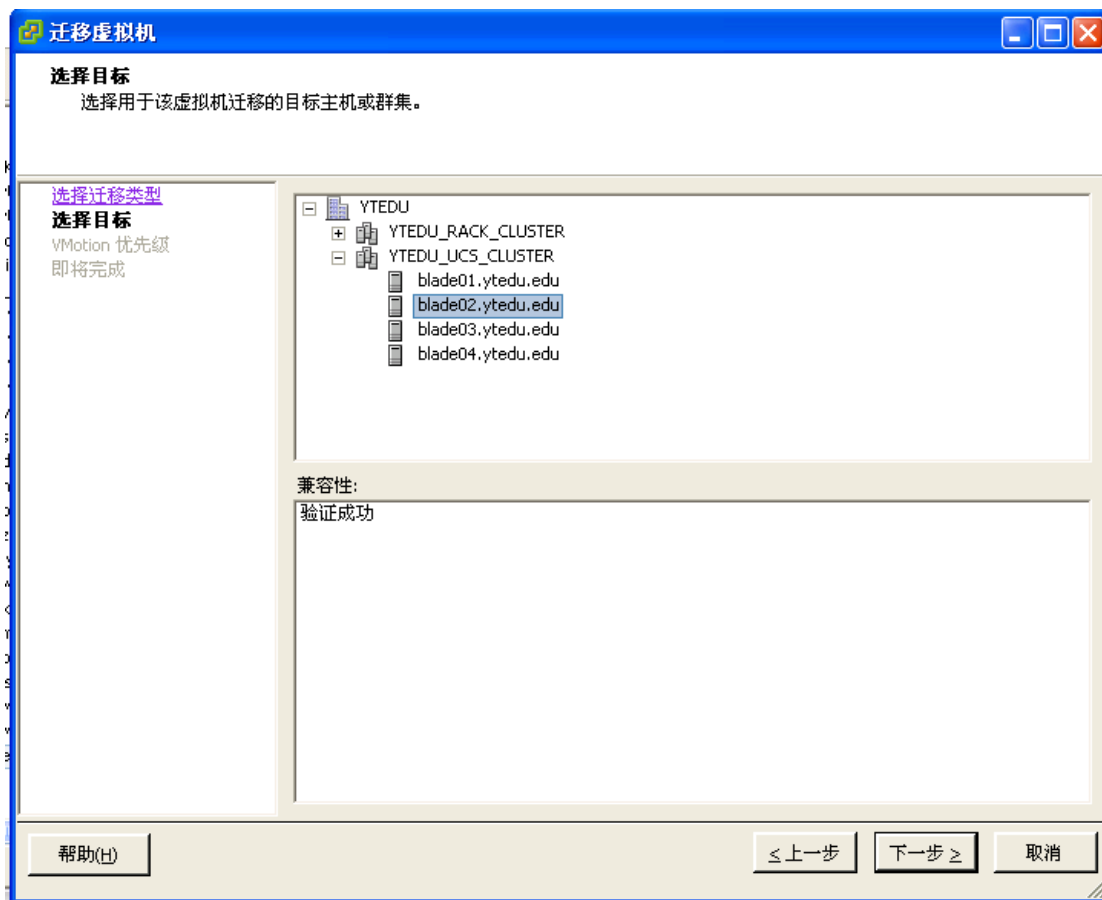 迁移虚拟机
选择目标
选择用于该虚拟机迁移的目标主机或群集。
选择迁移类型
选择目标
VMotion 优先级
即将完成
YTEDU
YTEDU_RACK_CLUSTER
YTEDU_UCS_CLUSTER
blade01.ytedu.edu
blade02.ytedu.edu
blade03.ytedu.edu
blade04.ytedu.edu
兼容性:
验证成功
帮助(H)
≤上一步
下一步 ≥
取消